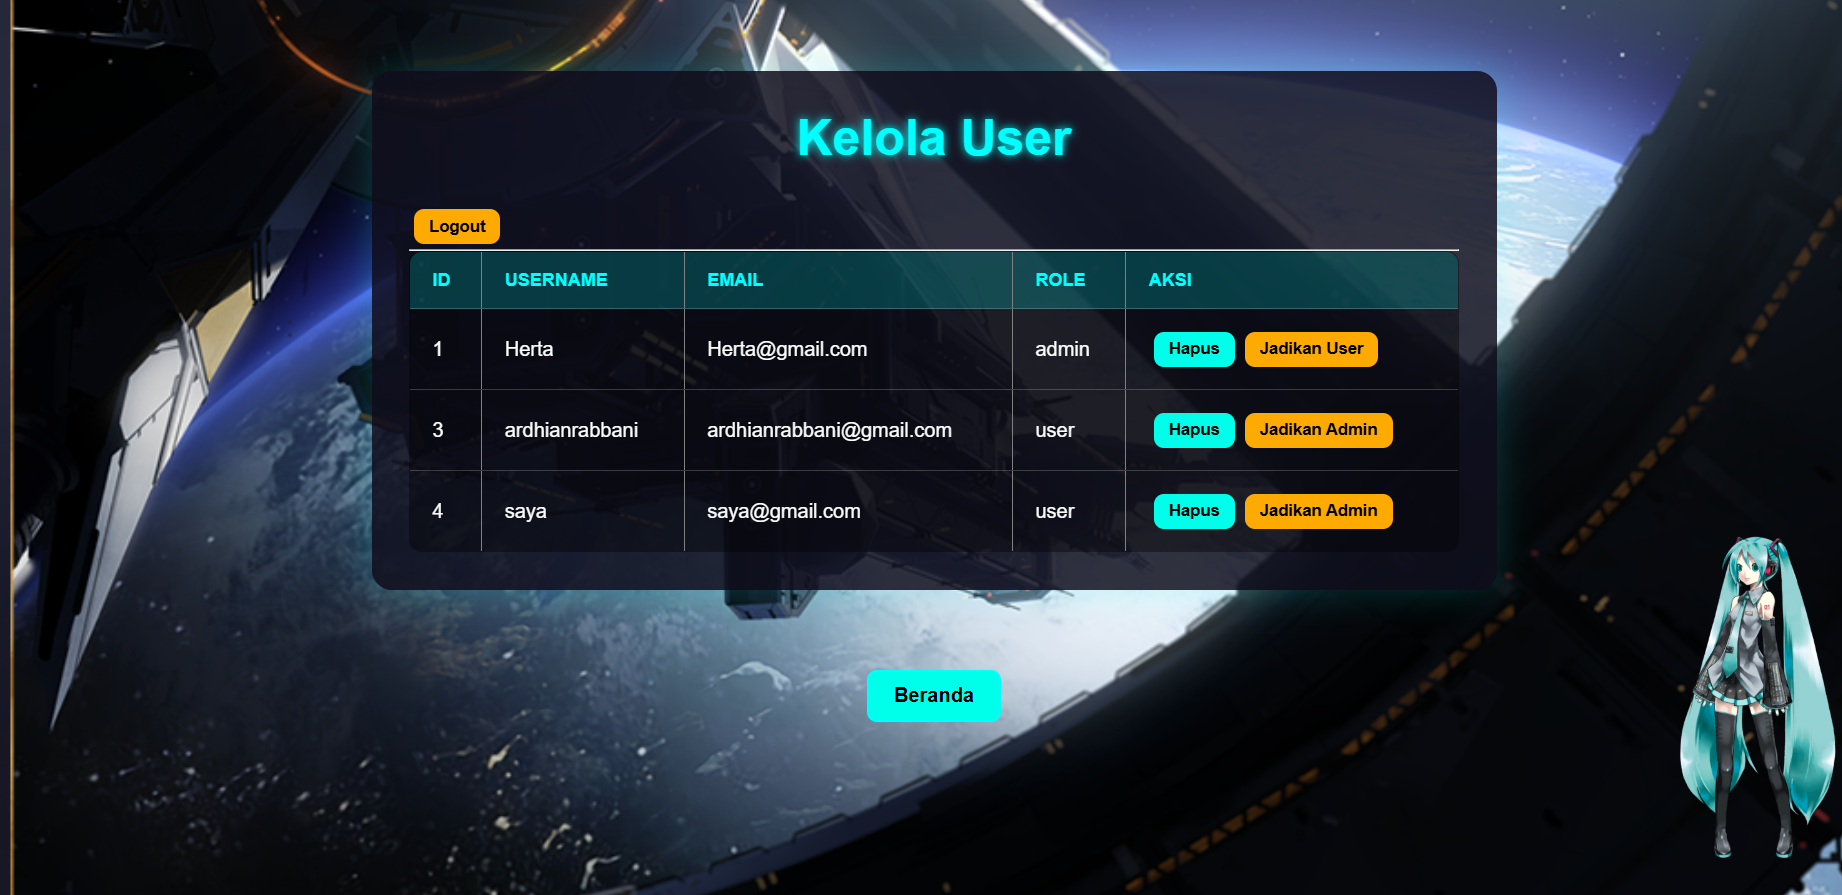 Kelola User
Logout
ID USERNAME EMAIL ROLE AKSI
1 Herta Herta@gmail.com admin Hapus Jadikan User
3 ardhianrabbani ardhianrabbani@gmail.com user Hapus Jadikan Admin
4 saya saya@gmail.com user Hapus Jadikan Admin
Beranda
01